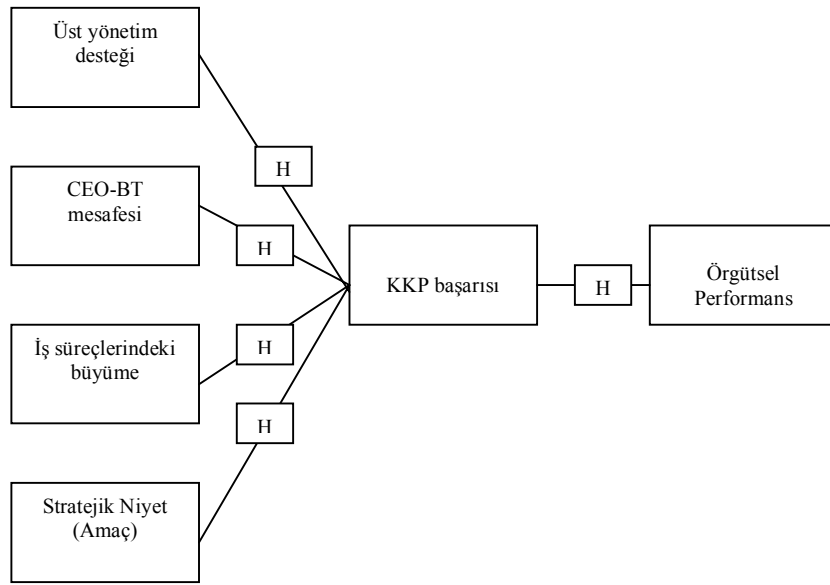 Üst yönetim
desteği
H
CEO-BT
mesafesi
H
KKP başarısı
H
Örgütsel
Performans
İş süreçlerindeki
büyüme
H
H
Stratejik Niyet
(Amaç)